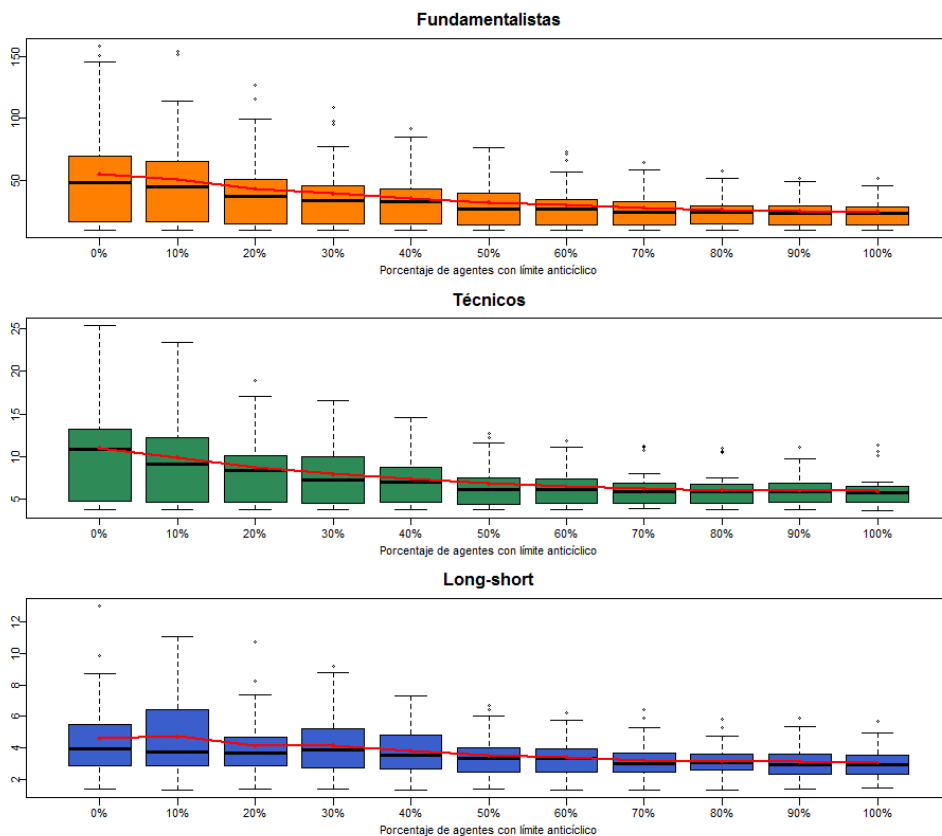 Fundamentalistas
150
100
50
0% 10% 20% 30% 40% 50% 60% 70% 80% 90% 100%
Porcentaje de agentes con límite anticíclico
Técnicos
25
20
15
10
5
0% 10% 20% 30% 40% 50% 60% 70% 80% 90% 100%
Porcentaje de agentes con límite anticíclico
Long-short
12
10
8
6
4
2
0% 10% 20% 30% 40% 50% 60% 70% 80% 90% 100%
Porcentaje de agentes con límite anticíclico